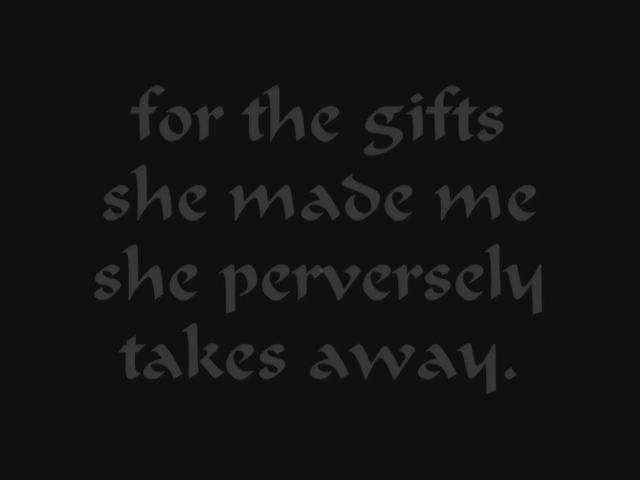 for the gifts
she made me
she perversely
takes away.